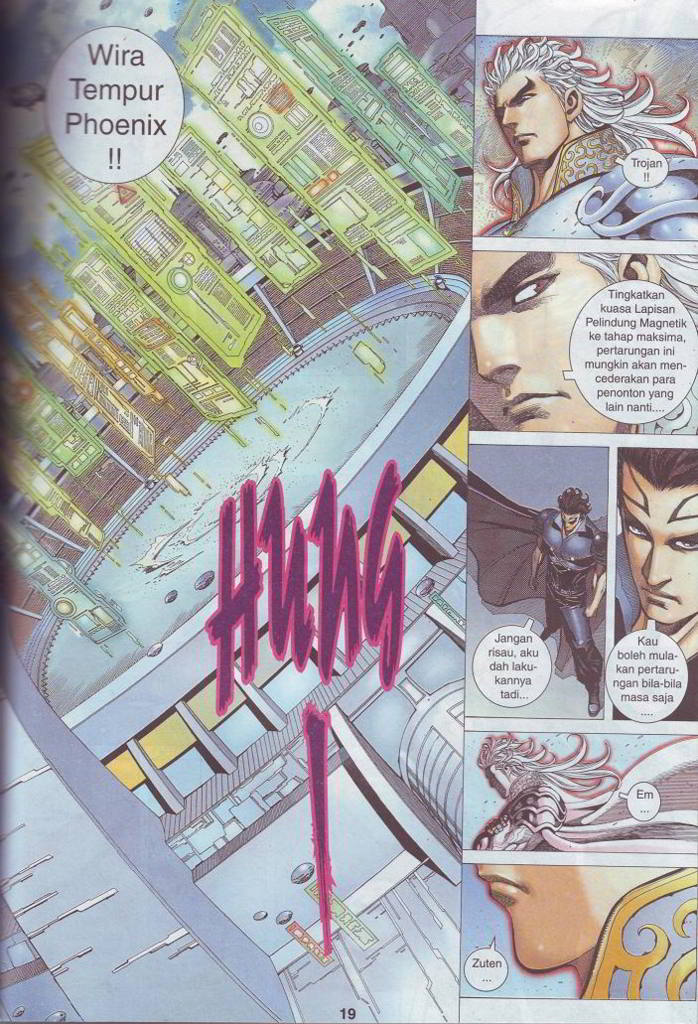 Wira
Tempur
Phoenix
!!
HUNG
!
Trojan
!!
Tingkatkan
kuasa Lapisan
Pelindung Magnetik
ke tahap maksima,
pertarungan ini
mungkin akan men-
cederakan para
penonton yang
lain nanti....
Jangan
risau, aku
dah laku-
kannya
tadi...
Kau
boleh mula-
kan pertaru-
ngan bila-bila
masa saja
....
Em
...
Zuten
...
19